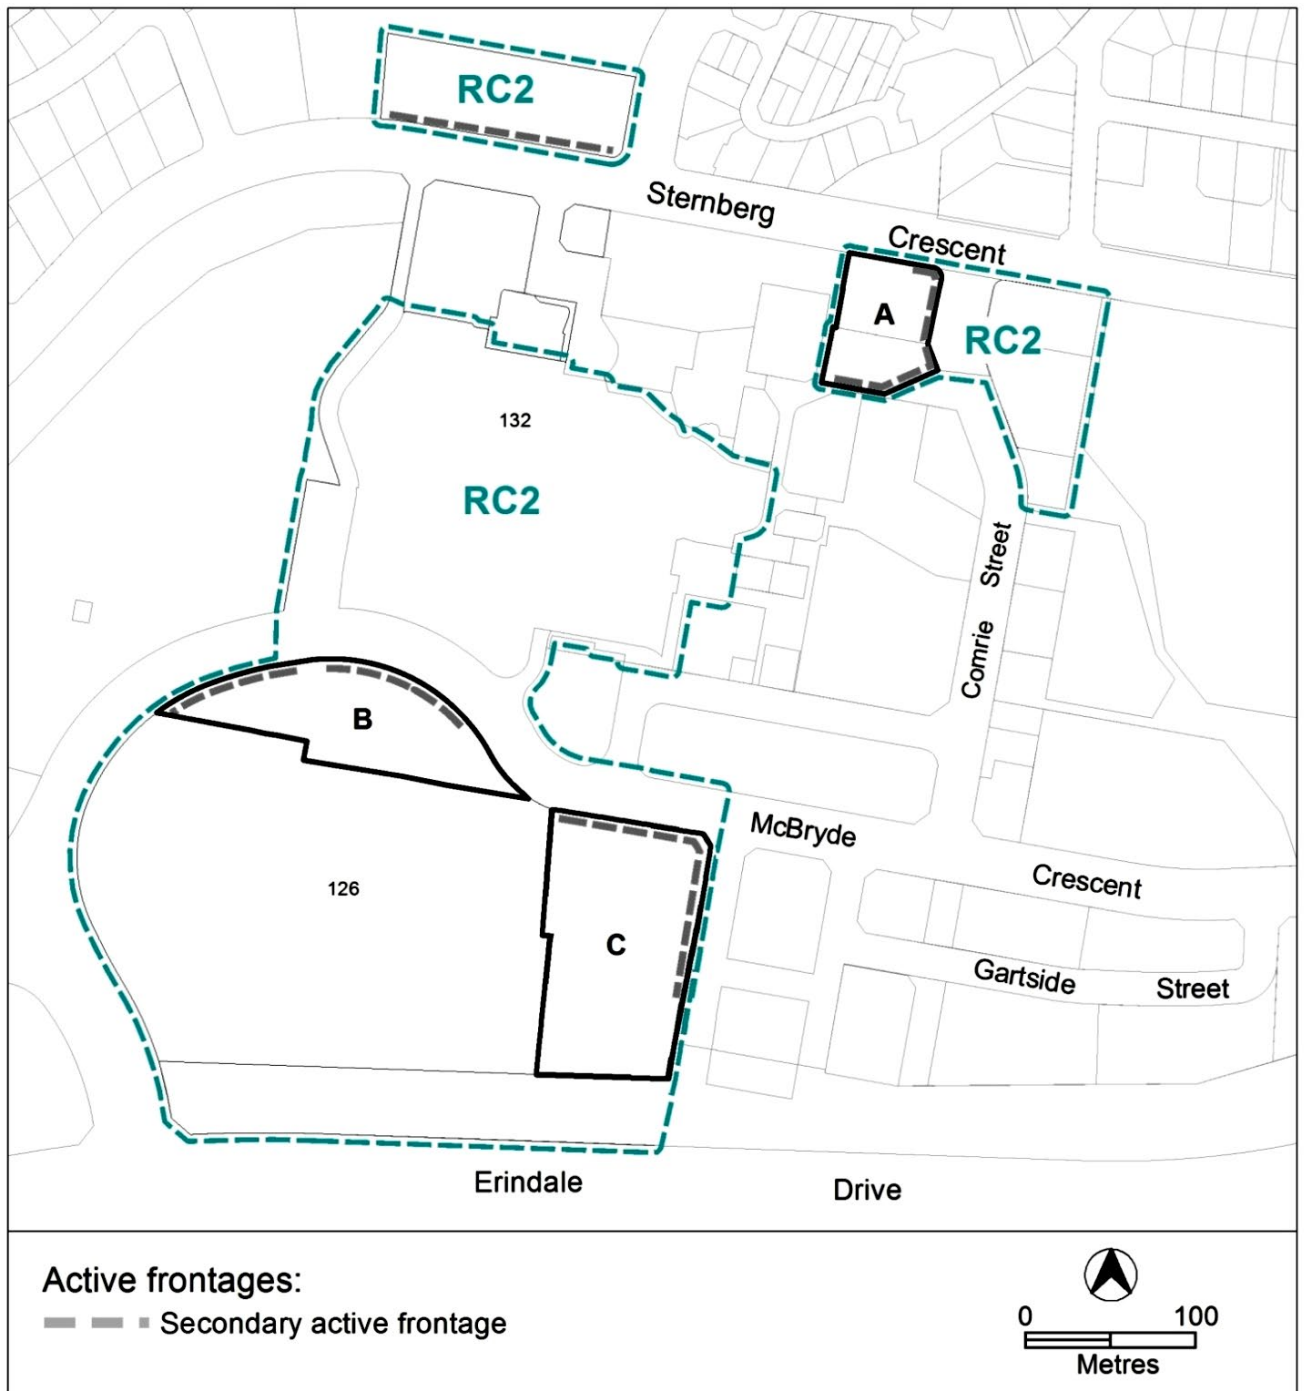 RC2
Sternberg
Crescent
A
RC2
132
RC2
Comrie Street
B
McBryde
Crescent
126
C
Gartside
Street
Erindale
Drive
Active frontages:
Secondary active frontage
0 100
Metres